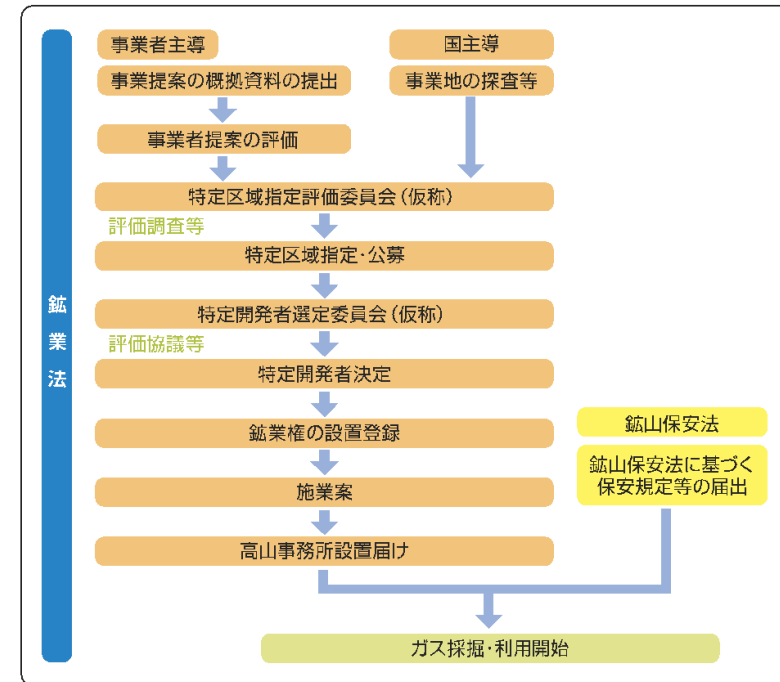 鉱業法
事業者主導
事業提案の概拠資料の提出
事業者提案の評価
国主導
事業地の探査等
特定区域指定評価委員会(仮称)
評価調査等
特定区域指定・公募
特定開発者選定委員会(仮称)
評価協議等
特定開発者決定
鉱業権の設置登録
施業案
高山事務所設置届け
鉱山保安法
鉱山保安法に基づく
保安規定等の届出
ガス採掘・利用開始